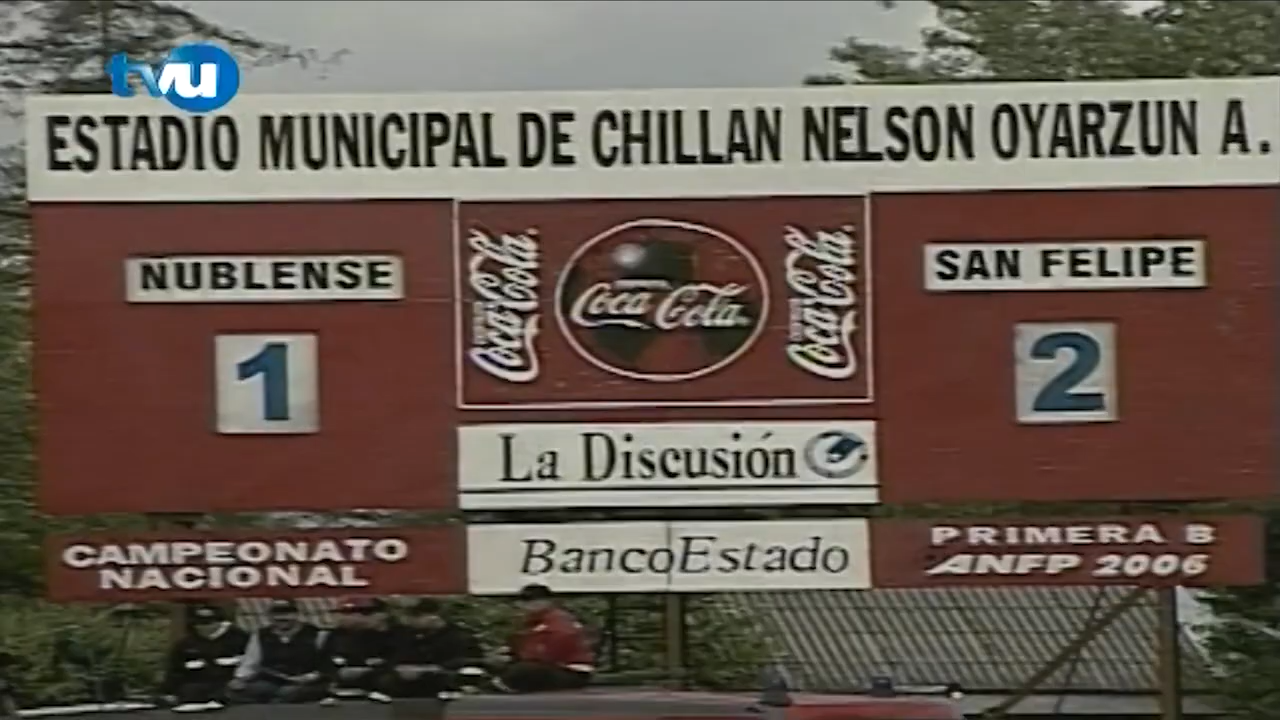 tvu
ESTADIO MUNICIPAL DE CHILLAN NELSON OYARZUN A.
NUBLENSE
1
Coca-Cola
Coca-Cola
Coca-Cola
SAN FELIPE
2
La Discusión
BancoEstado
CAMPEONATO
NACIONAL
PRIMERA B
ANFP 2006